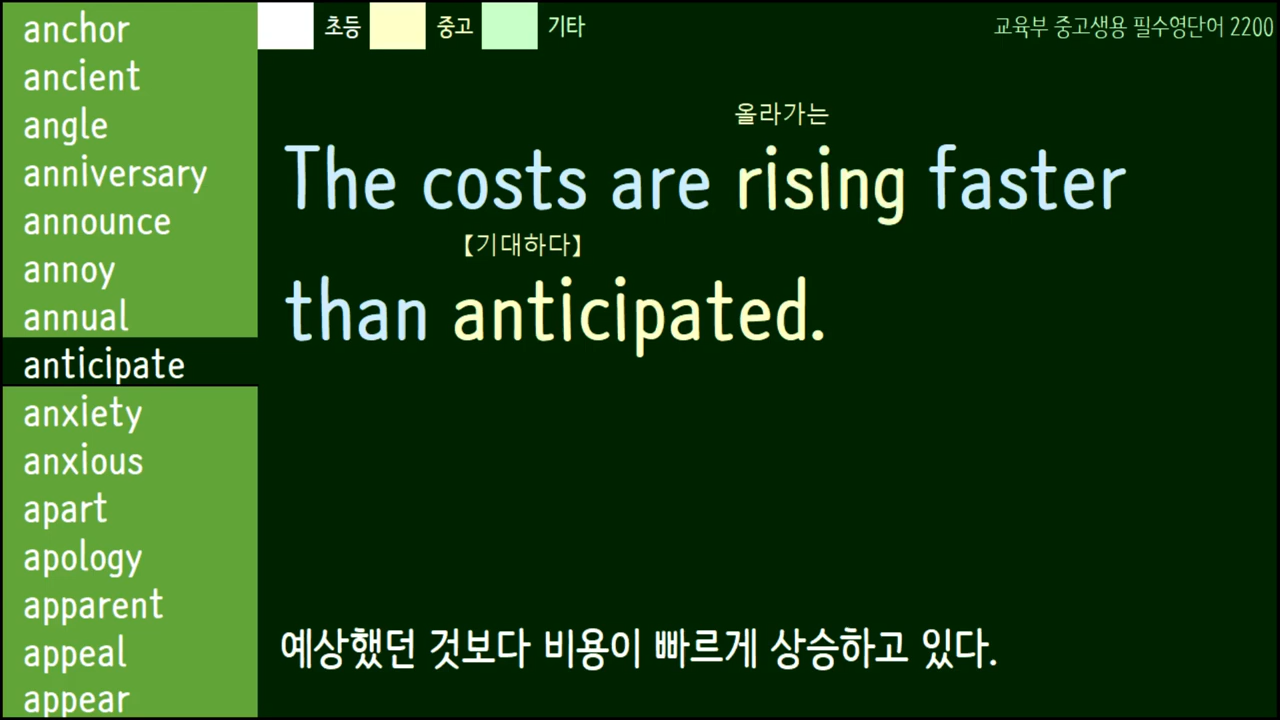 anchor
ancient
angle
anniversary
announce
annoy
annual
anticipate
anxiety
anxious
apart
apology
apparent
appeal
appear
초등 중고 기타
교육부 중고생용 필수영단어 2200
올라가는
The costs are rising faster
【기대하다】
than anticipated.
예상했던 것보다 비용이 빠르게 상승하고 있다.